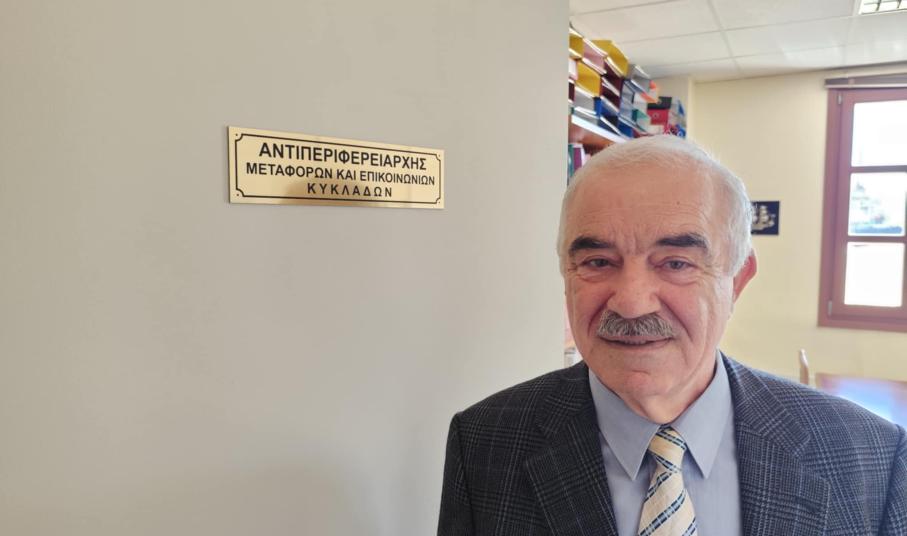 ΑΝΤΙΠΕΡΙΦΕΡΕΙΑΡΧΗΣ
ΜΕΤΑΦΟΡΩΝ ΚΑΙ ΕΠΙΚΟΙΝΩΝΙΩΝ
ΚΥΚΛΑΔΩΝ